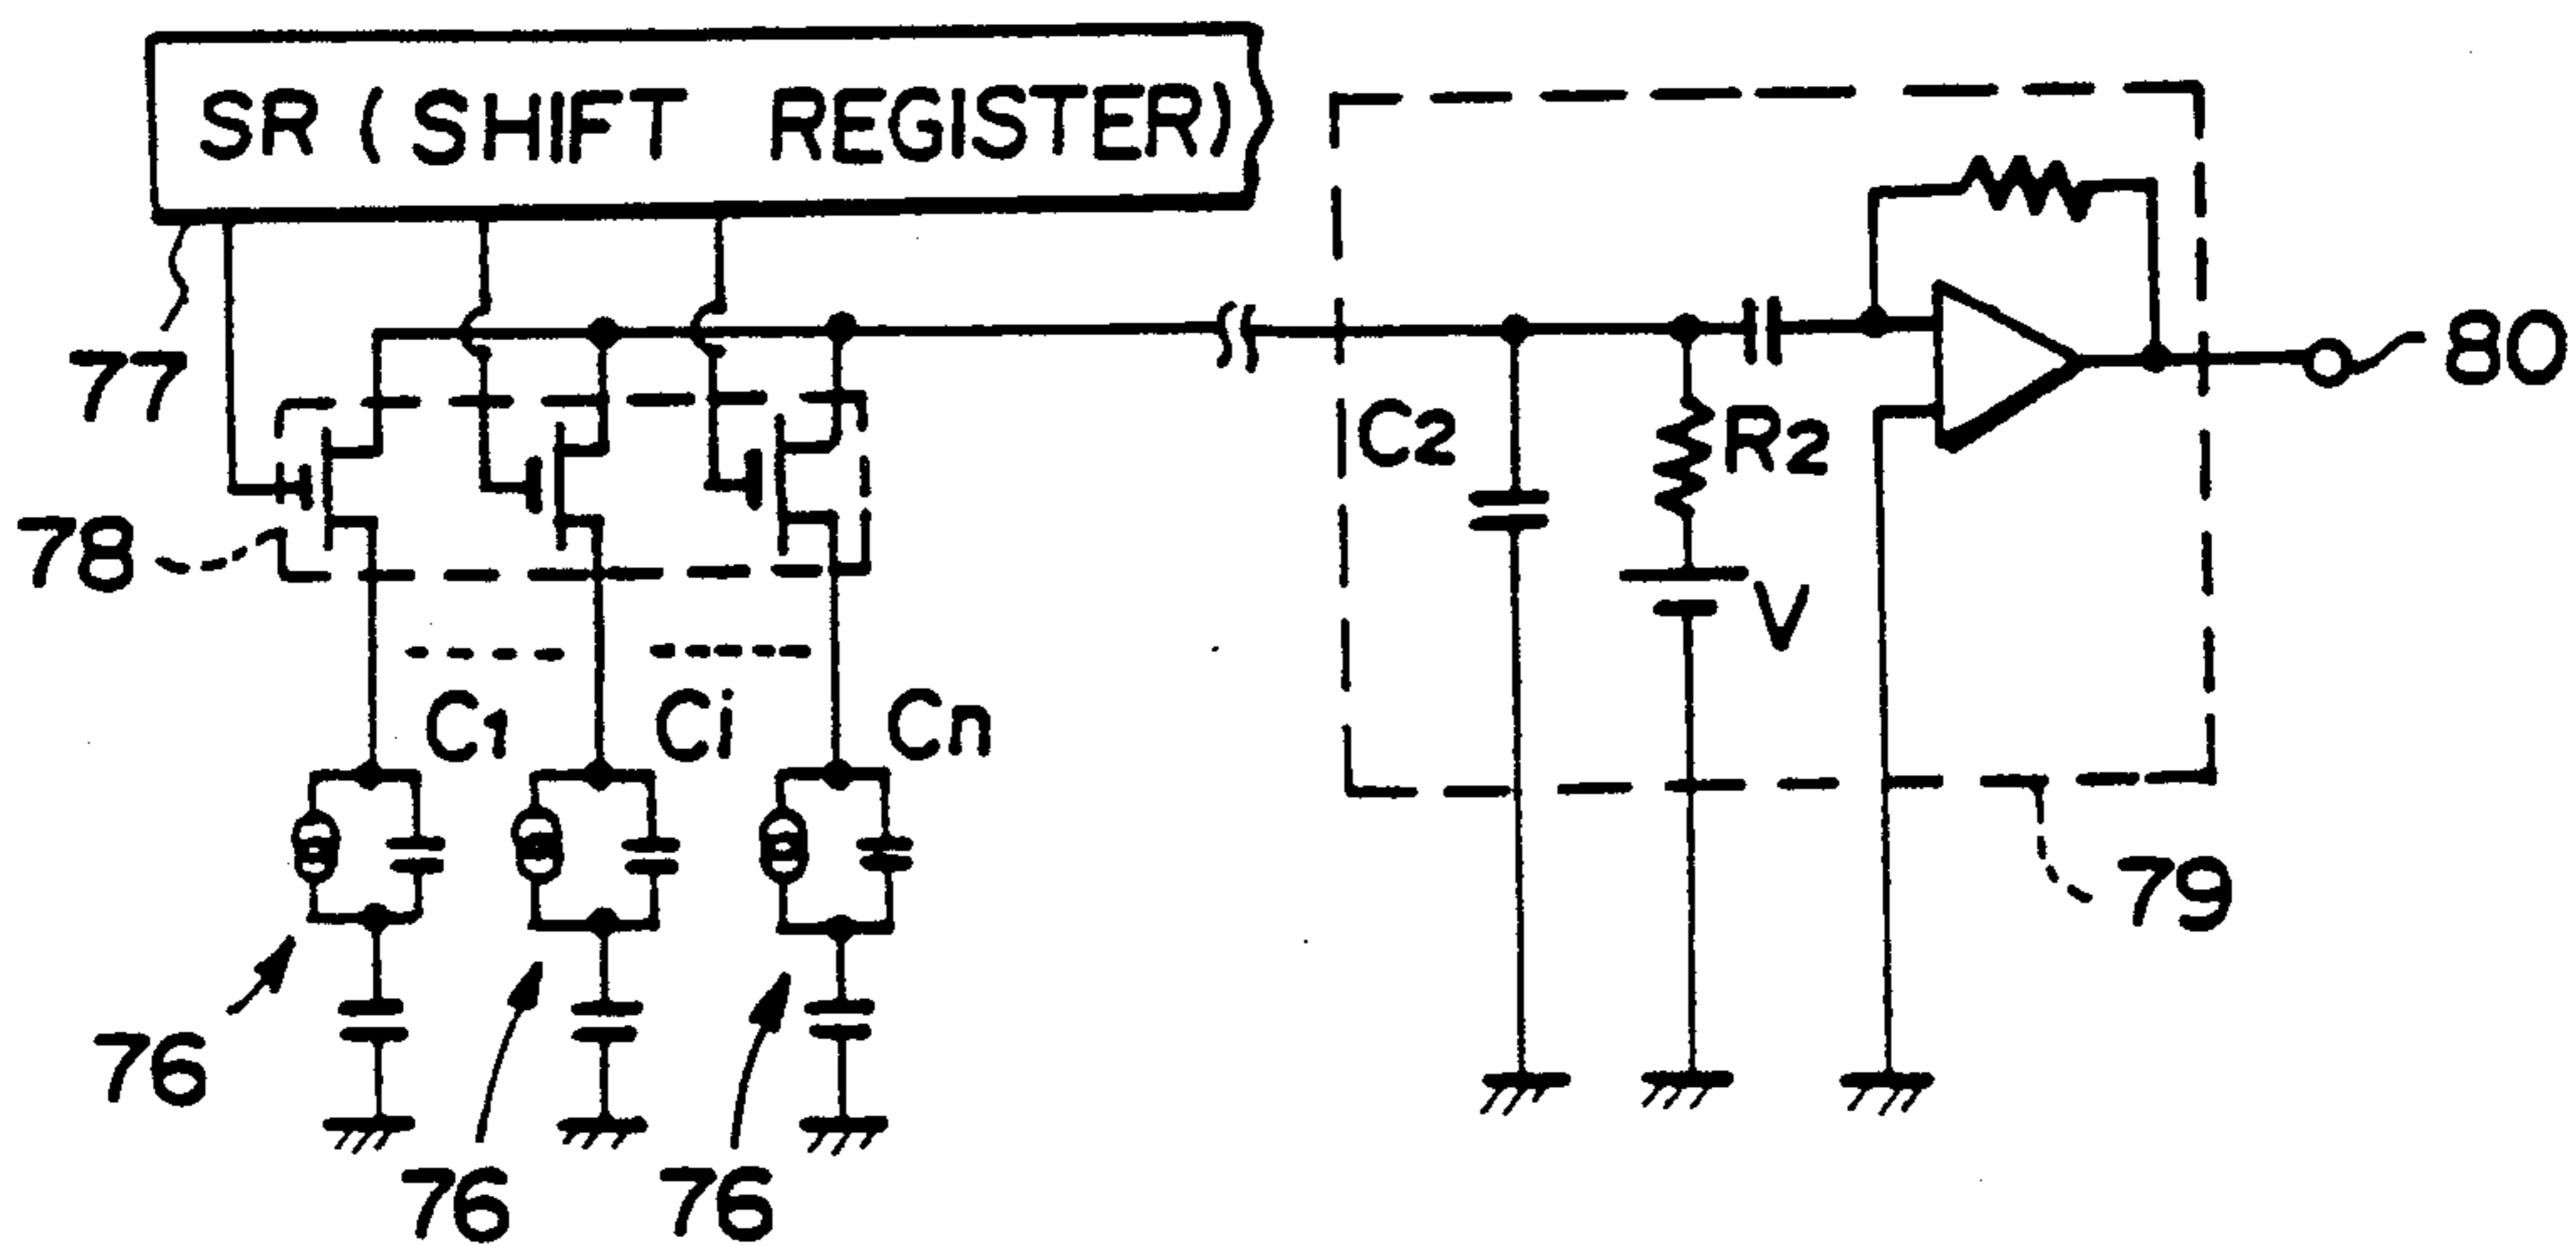 SR (SHIFT REGISTER)
77
80
C2
R2
78
V
C1
Ci
Cn
79
76
76
76